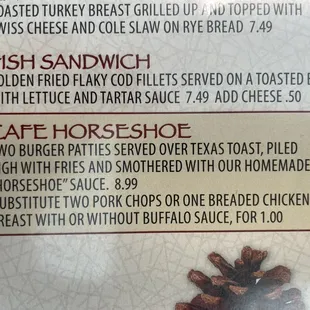 OASTED TURKEY BREAST GRILLED UP AND TOPPED WITH
WISS CHEESE AND COLE SLAW ON RYE BREAD 7.49
FISH SANDWICH
OLDEN FRIED FLAKY COD FILLETS SERVED ON A TOASTED B
ITH LETTUCE AND TARTAR SAUCE 7.49 ADD CHEESE .50
CAFE HORSESHOE
WO BURGER PATTIES SERVED OVER TEXAS TOAST, PILED
IGH WITH FRIES AND SMOTHERED WITH OUR HOMEMADE
HORSESHOE" SAUCE. 8.99
UBSTITUTE TWO PORK CHOPS OR ONE BREADED CHICKEN
REAST WITH OR WITHOUT BUFFALO SAUCE, FOR 1.00